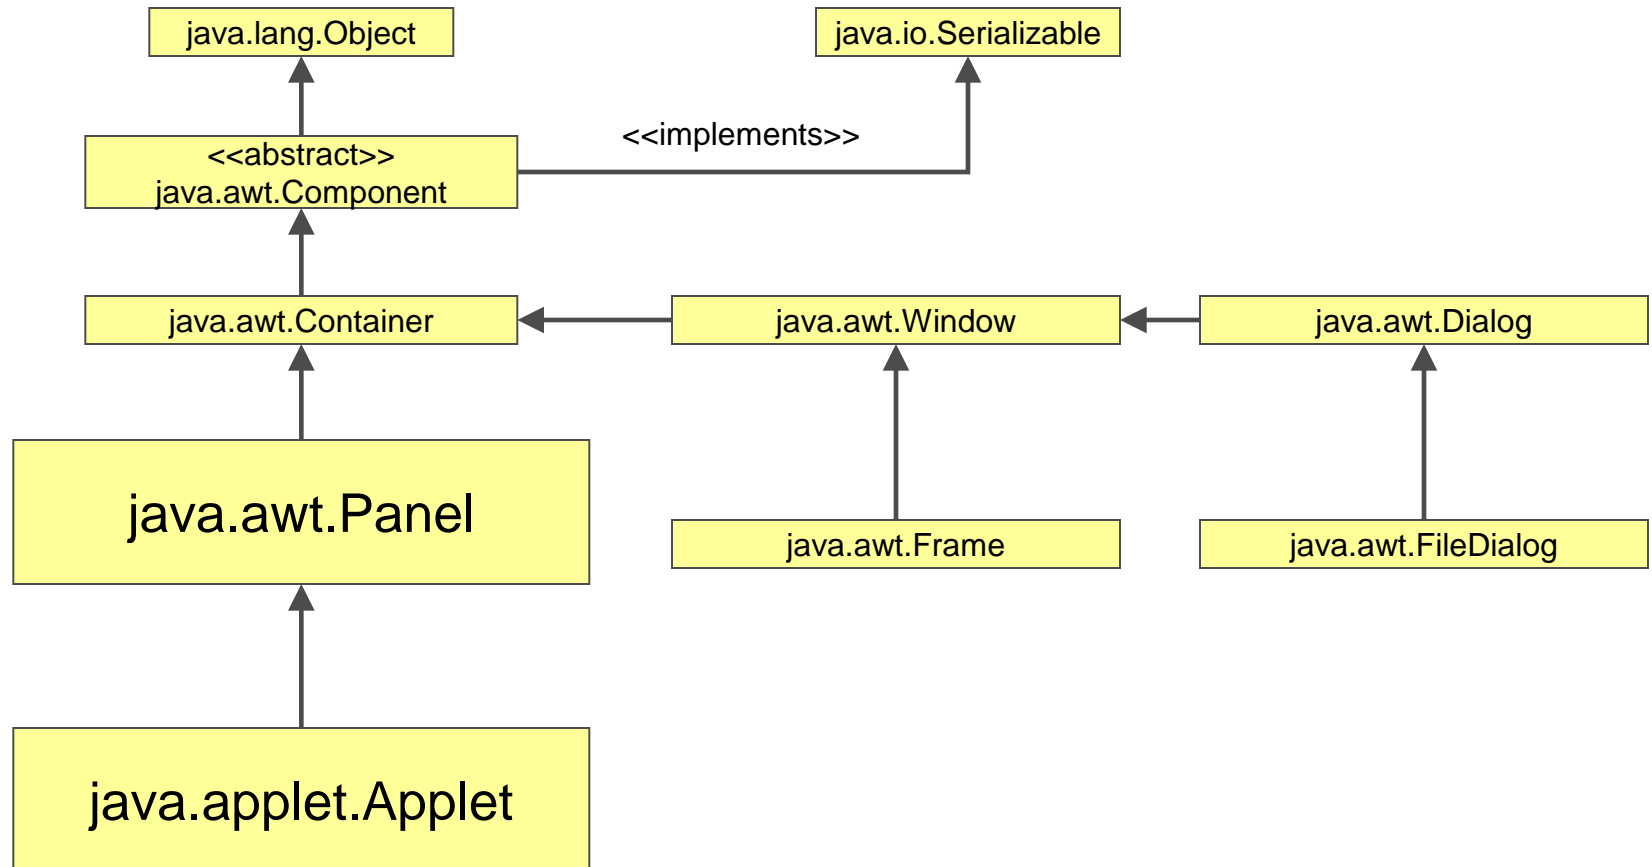 java.lang.Object
java.io.Serializable
<<implements>>
<<abstract>>
java.awt.Component
java.awt.Container
java.awt.Window
java.awt.Dialog
java.awt.Panel
java.awt.Frame
java.awt.FileDialog
java.applet.Applet